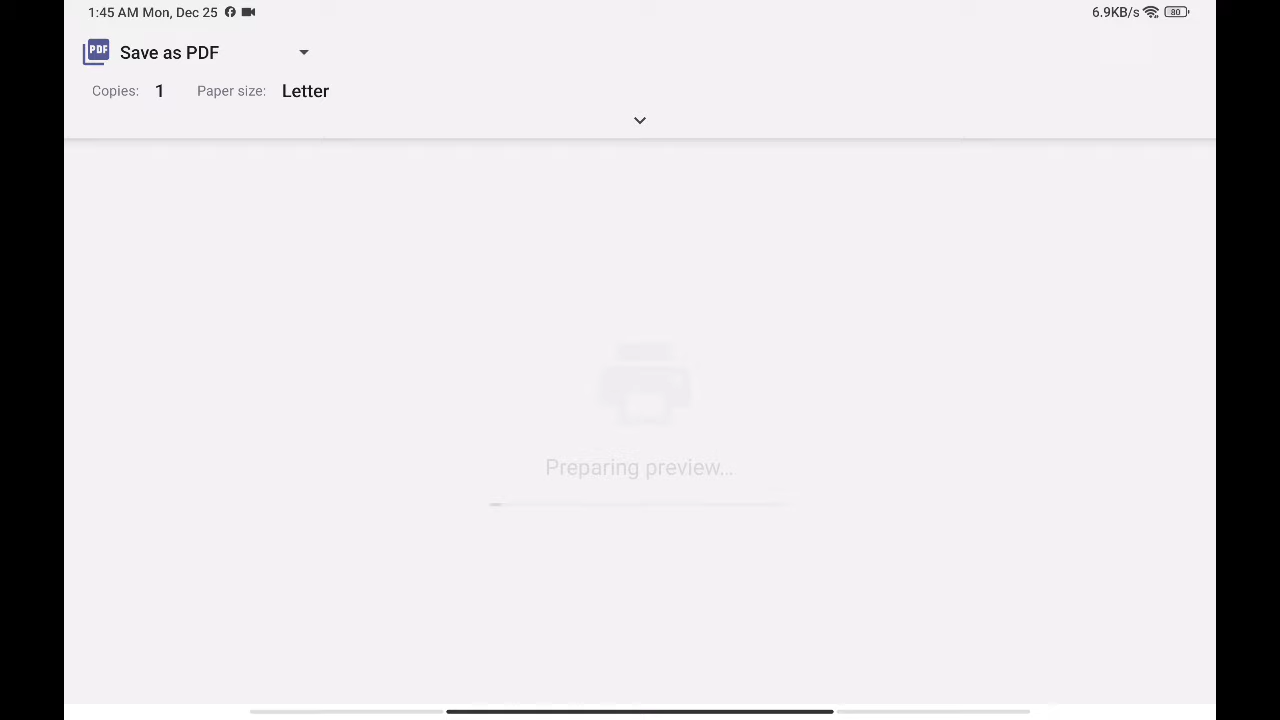 1:45 AM Mon, Dec 25
6.9KB/s 80
PDF Save as PDF
Copies: 1 Paper size: Letter
Preparing preview...